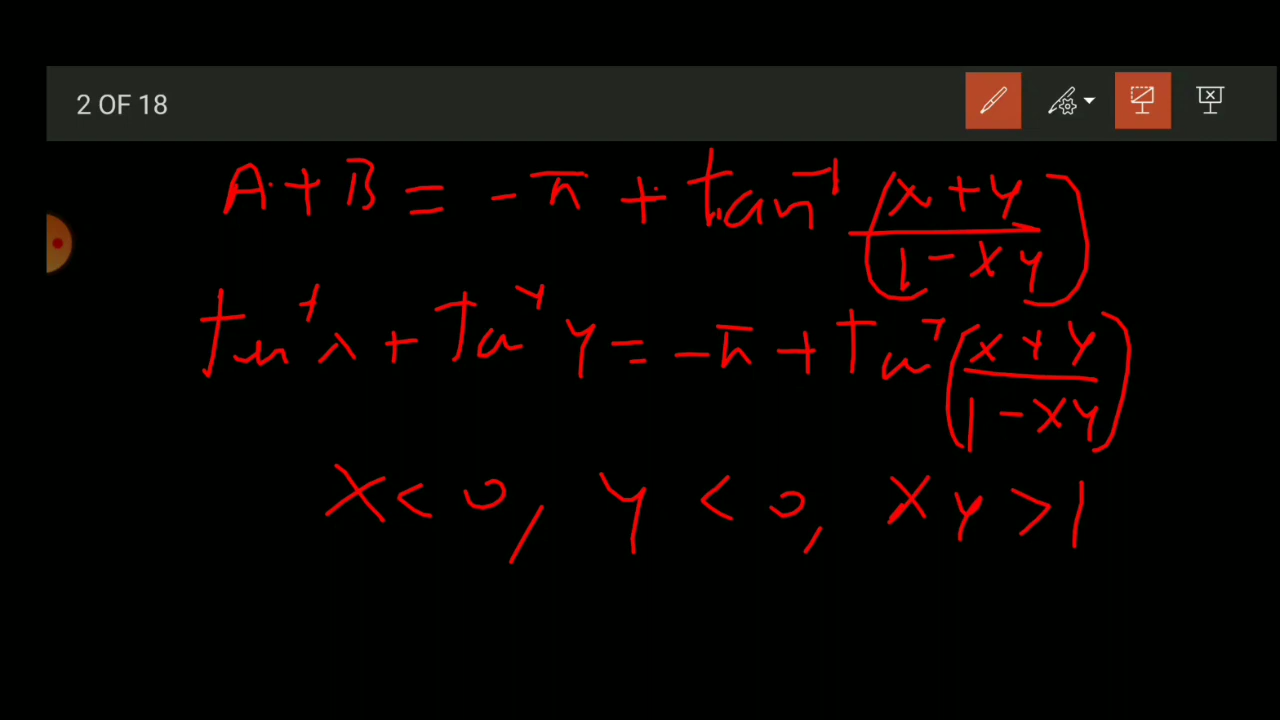 2 OF 18
A+B = -π + tan⁻¹((x+y)/(1-xy))
tan⁻¹x + Tan⁻¹y = -π + Tan⁻¹((x+y)/(1-xy))
x<0, y<0, xy>1